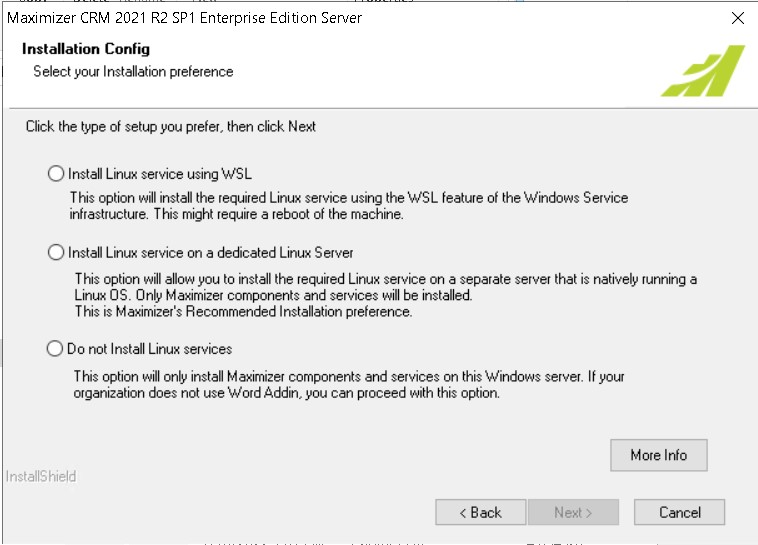 Maximizer CRM 2021 R2 SP1 Enterprise Edition Server
Installation Config
Select your Installation preference
Click the type of setup you prefer, then click Next
Install Linux service using WSL
This option will install the required Linux service using the WSL feature of the Windows Service
infrastructure. This might require a reboot of the machine.
Install Linux service on a dedicated Linux Server
This option will allow you to install the required Linux service on a separate server that is natively running a
Linux OS. Only Maximizer components and services will be installed.
This is Maximizer's Recommended Installation preference.
Do not Install Linux services
This option will only install Maximizer components and services on this Windows server. If your
organization does not use Word Addin, you can proceed with this option.
More Info
InstallShield
< Back
Next >
Cancel